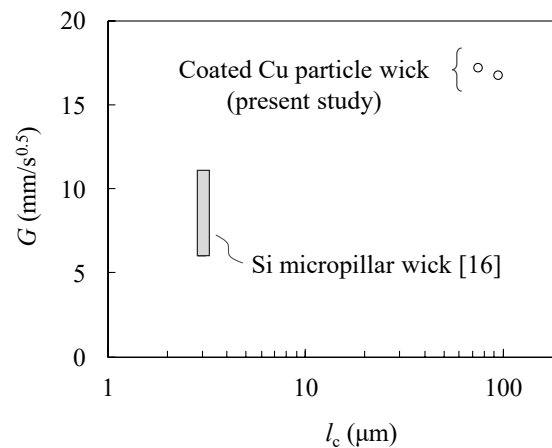 20
15
10
5
0
G (mm/s^0.5)
Coated Cu particle wick
(present study)
Si micropillar wick [16]
1
10
100
l_c (μm)